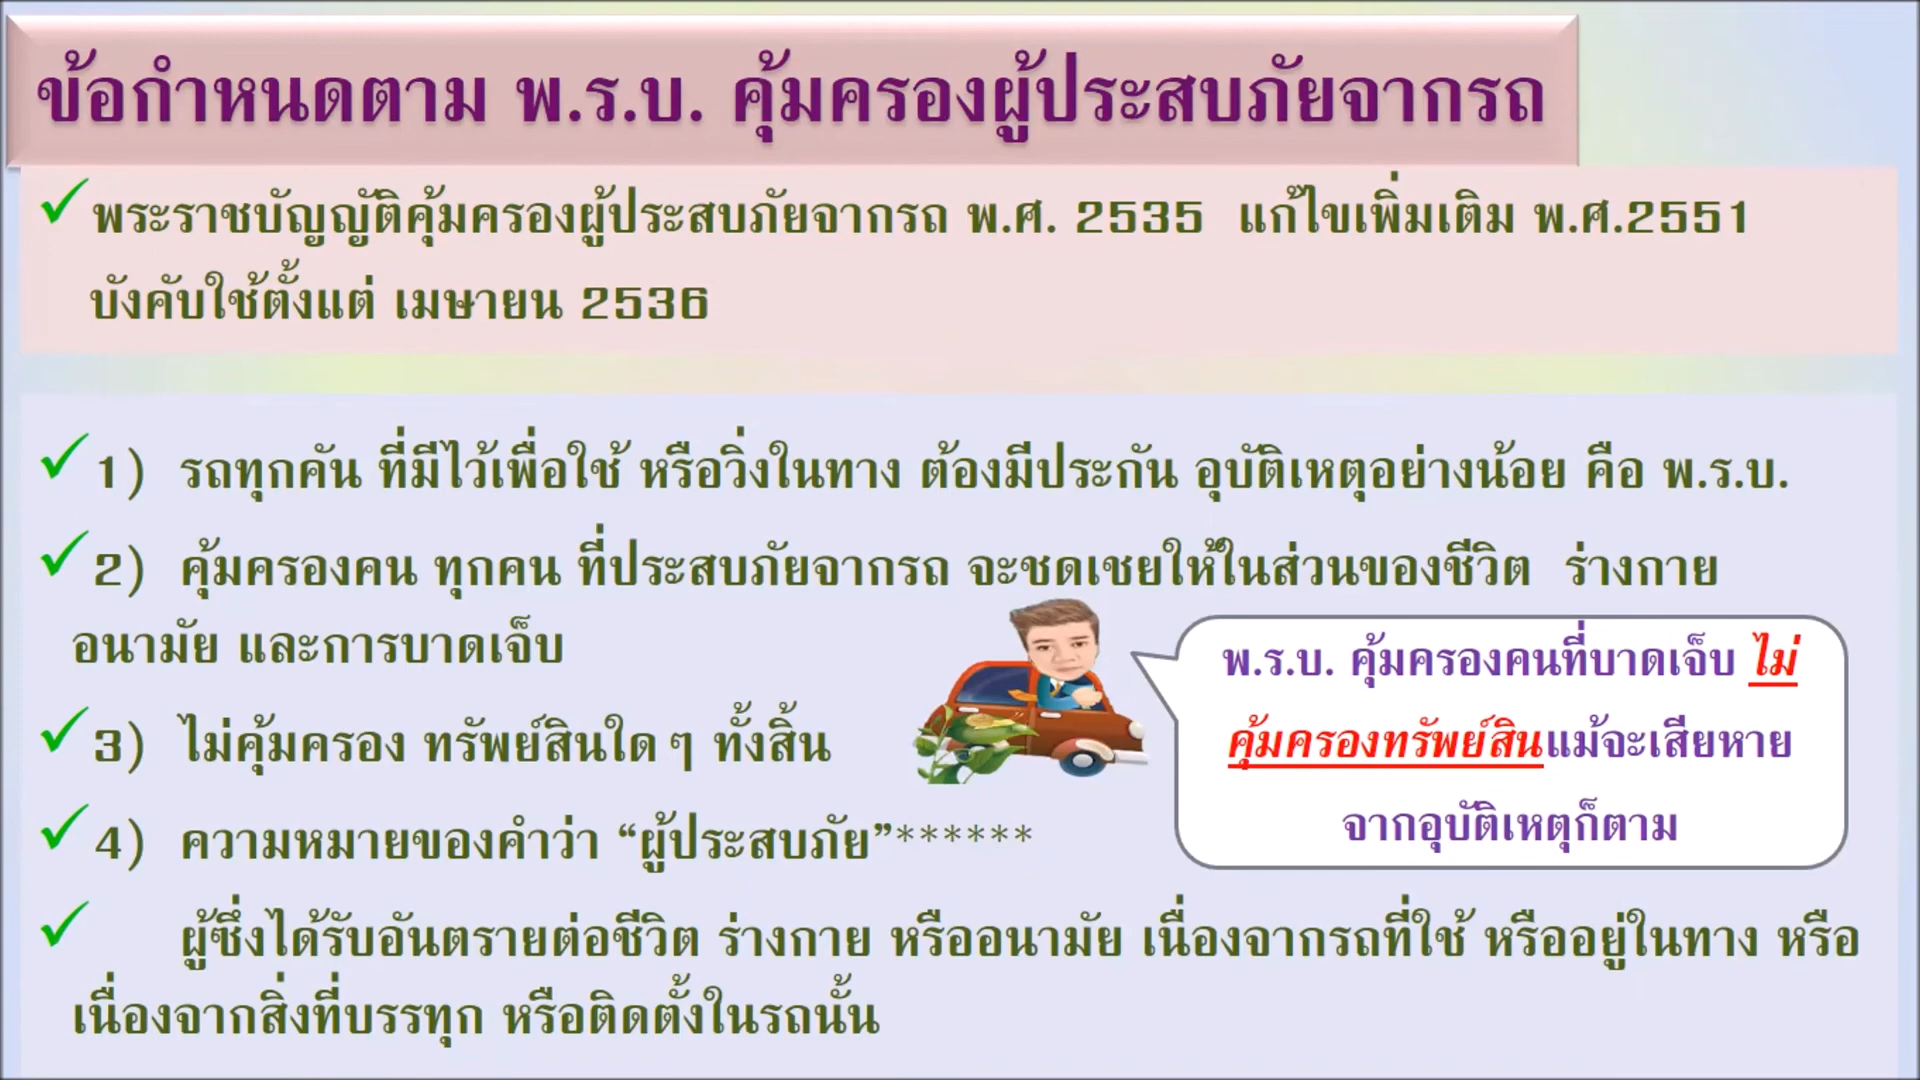 ข้อกำหนดตาม พ.ร.บ. คุ้มครองผู้ประสบภัยจากรถ
พระราชบัญญัติคุ้มครองผู้ประสบภัยจากรถ พ.ศ. 2535 แก้ไขเพิ่มเติม พ.ศ.2551
บังคับใช้ตั้งแต่ เมษายน 2536
1) รถทุกคัน ที่มีไว้เพื่อใช้ หรือวิ่งในทาง ต้องมีประกัน อุบัติเหตุอย่างน้อย คือ พ.ร.บ.
2) คุ้มครองคน ทุกคน ที่ประสบภัยจากรถ จะชดเชยให้ในส่วนของชีวิต ร่างกาย
อนามัย และการบาดเจ็บ
3) ไม่คุ้มครอง ทรัพย์สินใด ๆ ทั้งสิ้น
พ.ร.บ. คุ้มครองคนที่บาดเจ็บ ไม่
คุ้มครองทรัพย์สินแม้จะเสียหาย
จากอุบัติเหตุก็ตาม
4) ความหมายของคำว่า “ผู้ประสบภัย”******
ผู้ซึ่งได้รับอันตรายต่อชีวิต ร่างกาย หรืออนามัย เนื่องจากรถที่ใช้ หรืออยู่ในทาง หรือ
เนื่องจากสิ่งที่บรรทุก หรือติดตั้งในรถนั้น